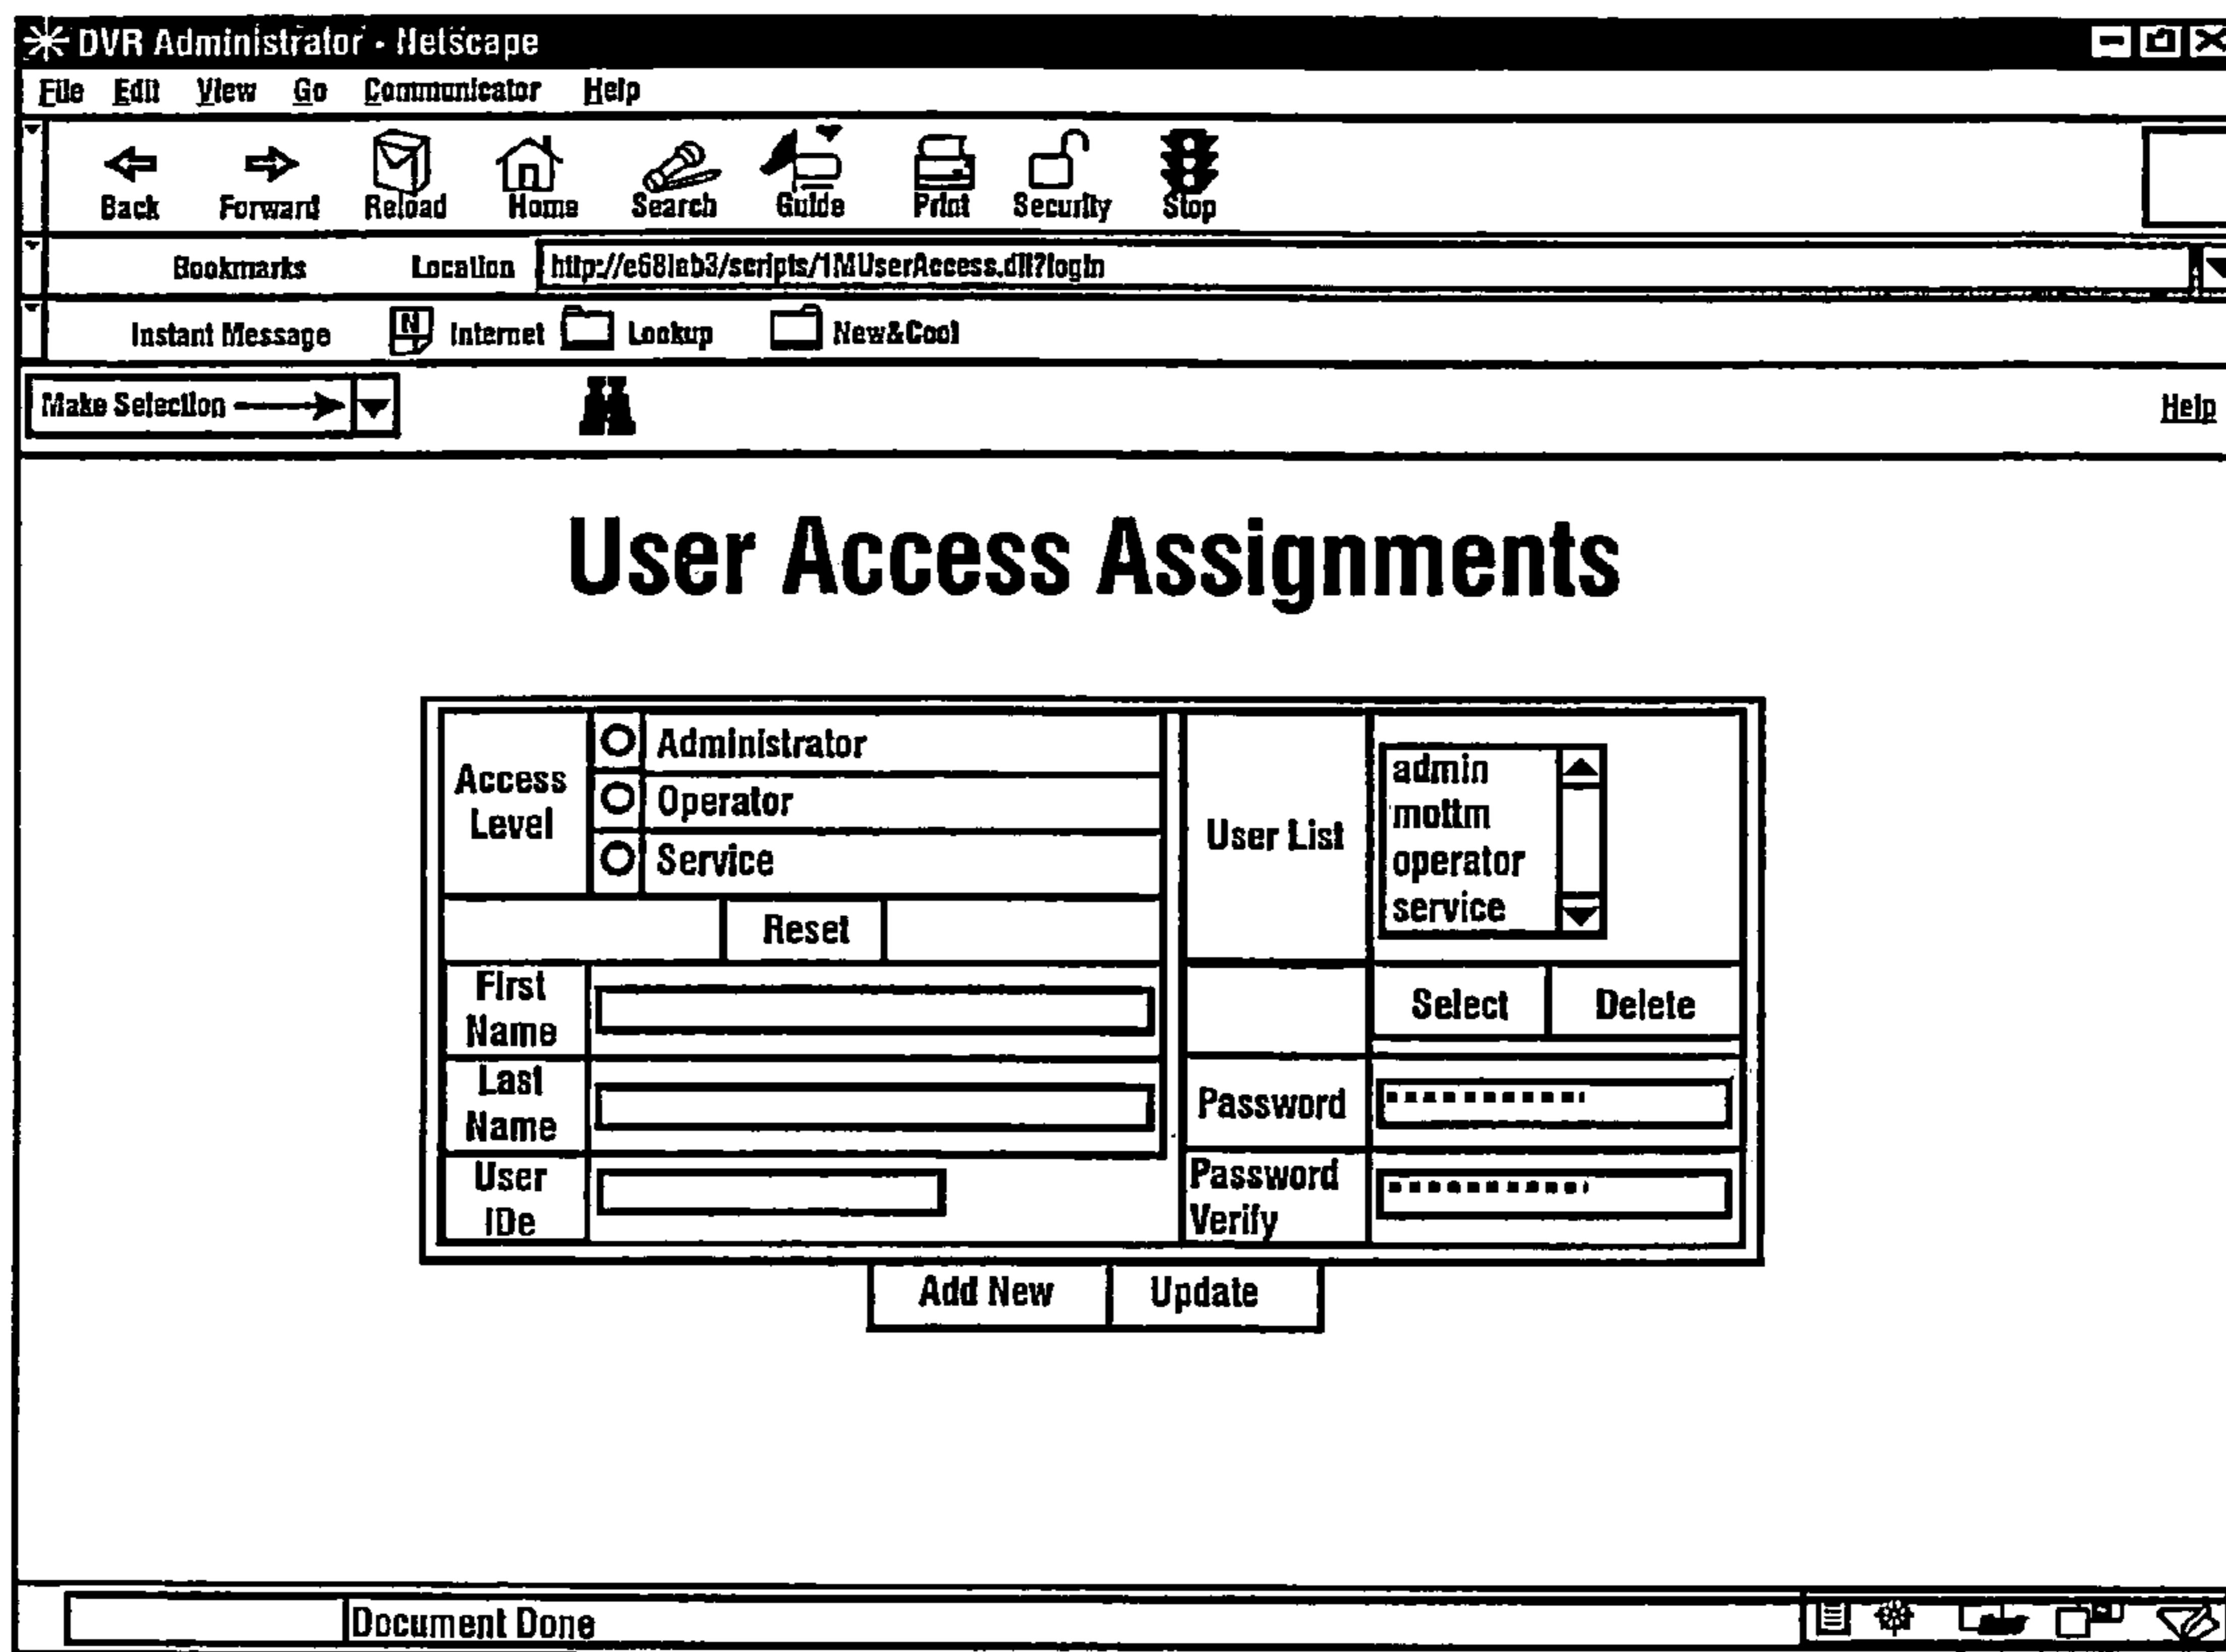 DVR Administrator - Netscape
File Edit View Go Communicator Help
Back Forward Reload Home Search Guide Print Security Stop
Bookmarks Location http://e68lab3/scripts/1MUserAccess.dll?login
Instant Message N Internet Lookup New&Cool
Make Selection Help
User Access Assignments
Access Level
Administrator
Operator
Service
Reset
First Name
Last Name
User IDe
User List
admin
mottm
operator
service
Select Delete
Password
Password Verify
Add New Update
Document Done